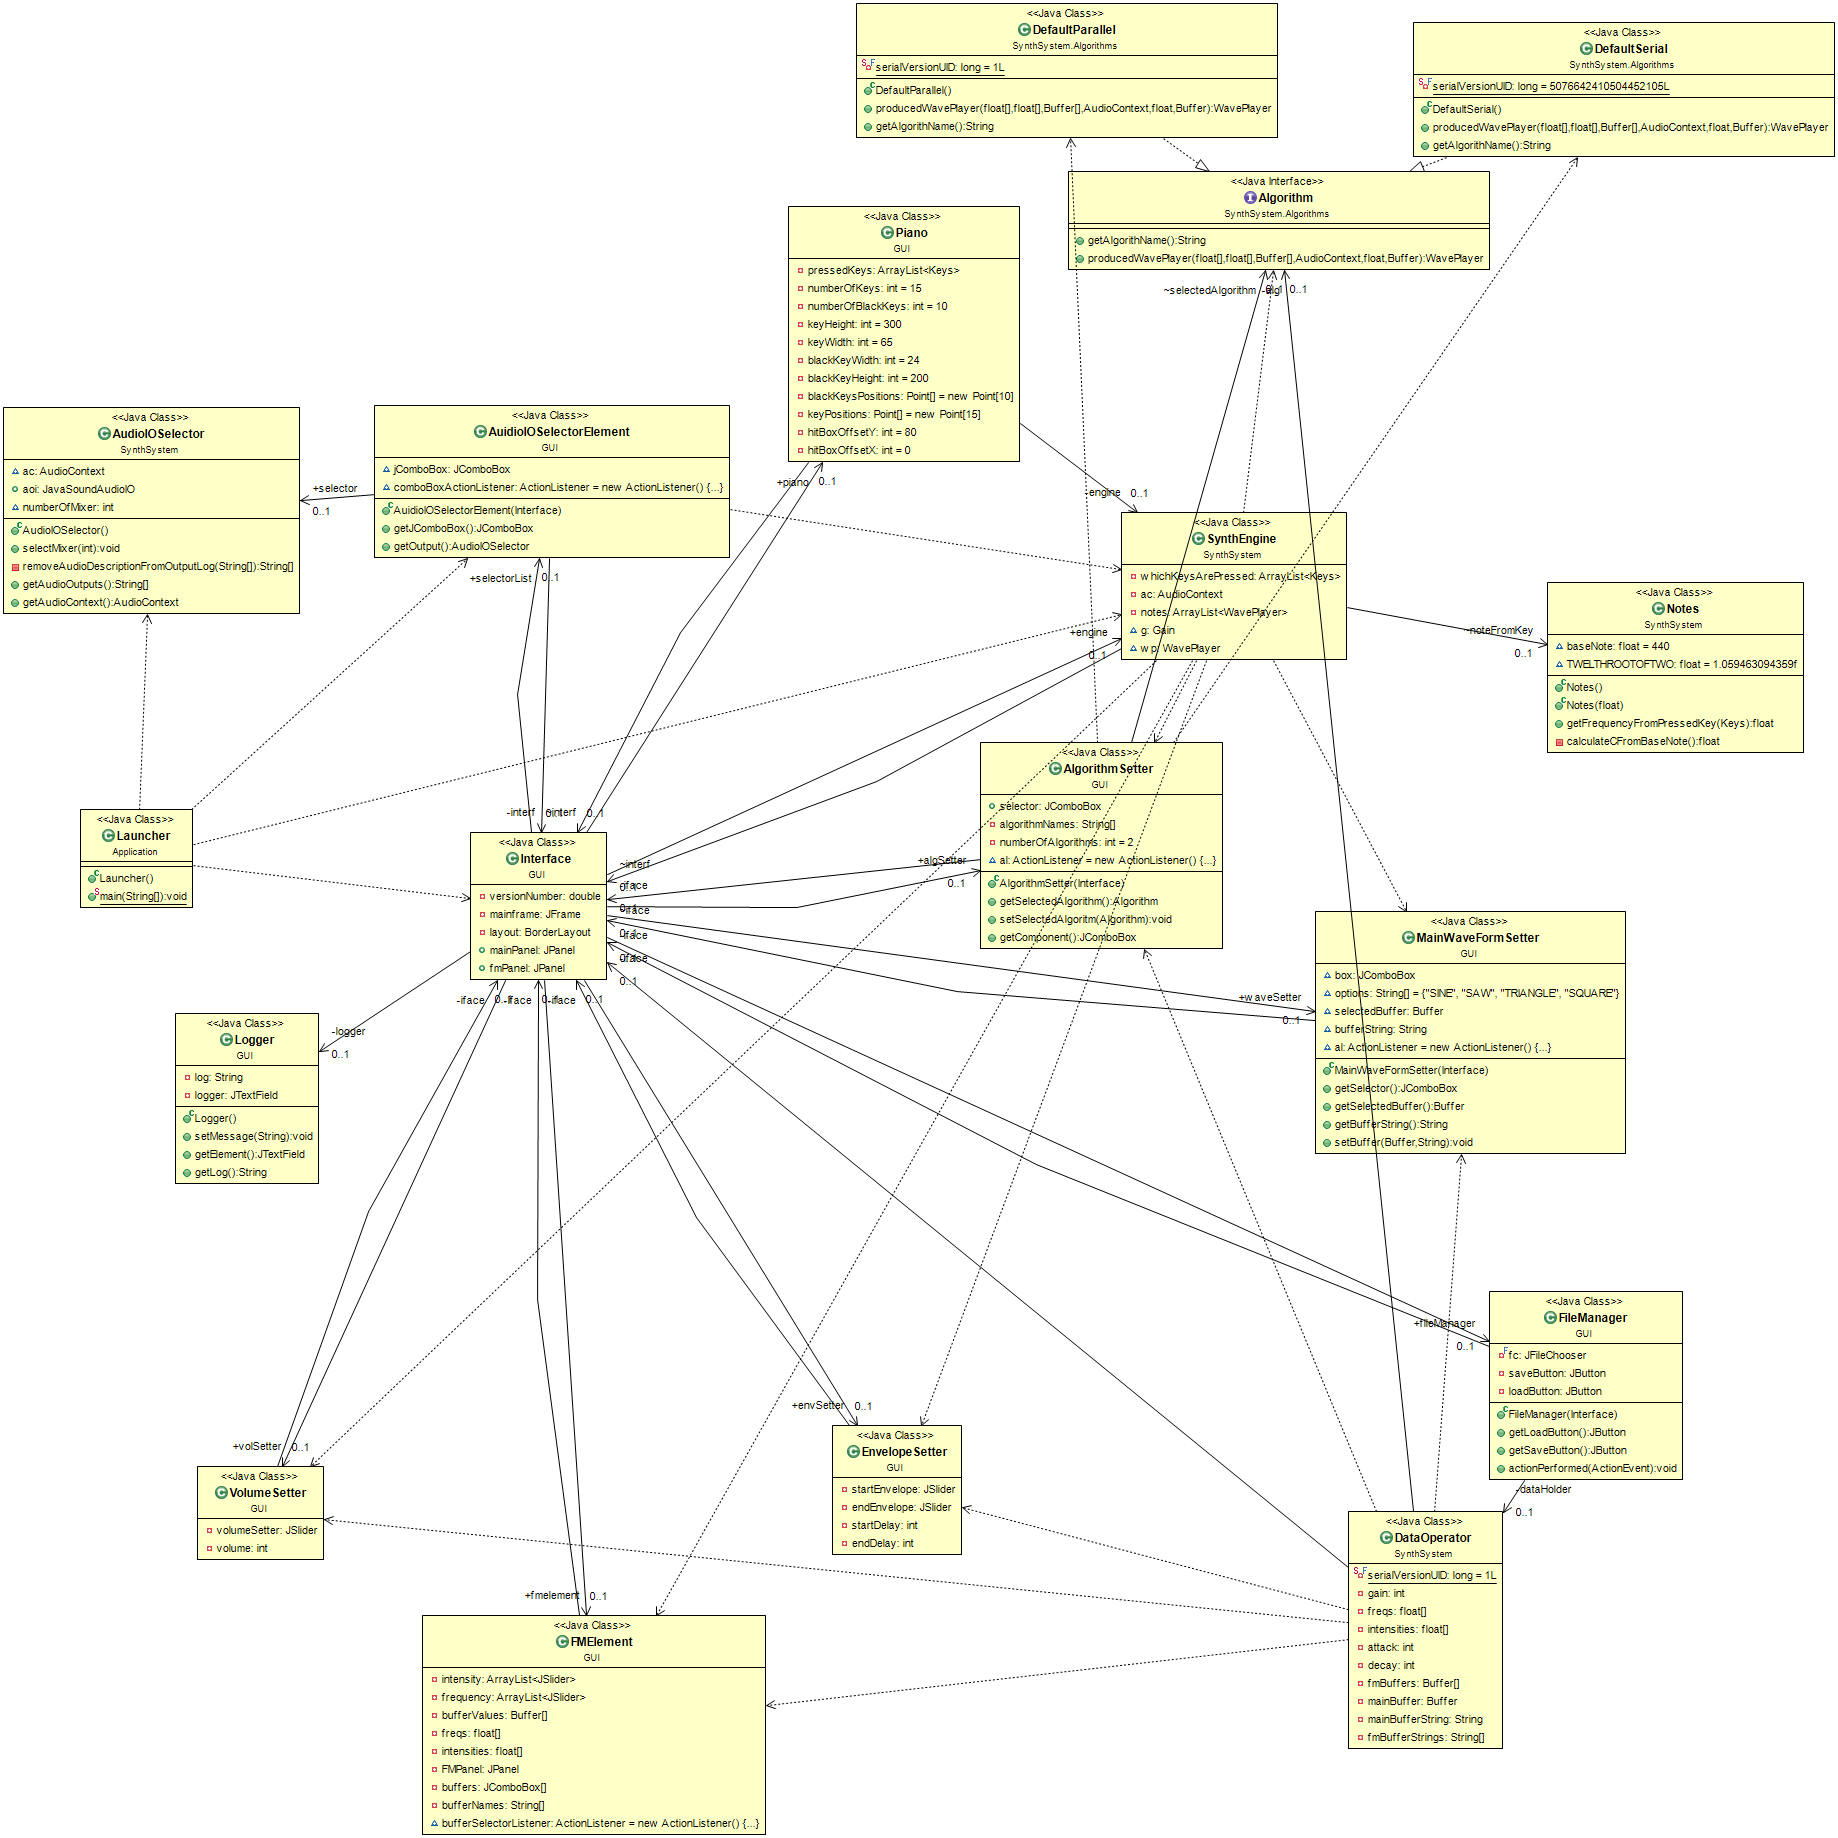 <<Java Class>>
DefaultParallel
SynthSystem.Algorithms
serialVersionUID: long = 1L
DefaultParallel()
producedWavePlayer(float[],float[],Buffer[],AudioContext,float,Buffer):WavePlayer
getAlgorithName():String
<<Java Class>>
DefaultSerial
SynthSystem.Algorithms
serialVersionUID: long = 5076642410504452105L
DefaultSerial()
producedWavePlayer(float[],float[],Buffer[],AudioContext,float,Buffer):WavePlayer
getAlgorithName():String
<<Java Interface>>
Algorithm
SynthSystem.Algorithms
getAlgorithName():String
producedWavePlayer(float[],float[],Buffer[],AudioContext,float,Buffer):WavePlayer
~selectedAlgorithm
-alg
0..1
0..1
<<Java Class>>
Piano
GUI
pressedKeys: ArrayList<Keys>
numberOfKeys: int = 15
numberOfBlackKeys: int = 10
keyHeight: int = 300
keyWidth: int = 65
blackKeyWidth: int = 24
blackKeyHeight: int = 200
blackKeysPositions: Point[] = new Point[10]
keyPositions: Point[] = new Point[15]
hitBoxOffsetY: int = 80
hitBoxOffsetX: int = 0
+piano
0..1
-engine
0..1
<<Java Class>>
AudioIOSelector
SynthSystem
ac: AudioContext
aoi: JavaSoundAudioIO
numberOfMixer: int
AudioIOSelector()
selectMixer(int):void
removeAudioDescriptionFromOutputLog(String[]):String[]
getAudioOutputs():String[]
getAudioContext():AudioContext
+selector
0..1
<<Java Class>>
AuidioIOSelectorElement
GUI
jComboBox: JComboBox
comboBoxActionListener: ActionListener = new ActionListener() {...}
AuidioIOSelectorElement(Interface)
getJComboBox():JComboBox
getOutput():AudioIOSelector
+selectorList
0..1
<<Java Class>>
SynthEngine
SynthSystem
whichKeysArePressed: ArrayList<Keys>
ac: AudioContext
notes: ArrayList<WavePlayer>
g: Gain
wp: WavePlayer
+engine
0..1
~noteFromKey
0..1
<<Java Class>>
Notes
SynthSystem
baseNote: float = 440
TWELTHROOTOFTWO: float = 1.059463094359f
Notes()
Notes(float)
getFrequencyFromPressedKey(Keys):float
calculateCFromBaseNote():float
<<Java Class>>
AlgorithmSetter
GUI
selector: JComboBox
algorithmNames: String[]
numberOfAlgorithms: int = 2
al: ActionListener = new ActionListener() {...}
AlgorithmSetter(Interface)
getSelectedAlgorithm():Algorithm
setSelectedAlgoritm(Algorithm):void
getComponent():JComboBox
+algSetter
0..1
<<Java Class>>
Launcher
Application
Launcher()
main(String[]):void
-interf
0..1
-interf
0..1
<<Java Class>>
Interface
GUI
versionNumber: double
mainframe: JFrame
layout: BorderLayout
mainPanel: JPanel
fmPanel: JPanel
~interf
0..1
-iface
0..1
-iface
0..1
-iface
0..1
-iface
0..1
-iface
0..1
-iface
0..1
-iface
0..1
<<Java Class>>
MainWaveFormSetter
GUI
box: JComboBox
options: String[] = {"SINE", "SAW", "TRIANGLE", "SQUARE"}
selectedBuffer: Buffer
bufferString: String
al: ActionListener = new ActionListener() {...}
MainWaveFormSetter(Interface)
getSelector():JComboBox
getSelectedBuffer():Buffer
getBufferString():String
setBuffer(Buffer,String):void
+waveSetter
0..1
<<Java Class>>
Logger
GUI
log: String
logger: JTextField
Logger()
setMessage(String):void
getElement():JTextField
getLog():String
-logger
0..1
<<Java Class>>
FileManager
GUI
fc: JFileChooser
saveButton: JButton
loadButton: JButton
FileManager(Interface)
getLoadButton():JButton
getSaveButton():JButton
actionPerformed(ActionEvent):void
+fileManager
0..1
-dataHolder
0..1
<<Java Class>>
VolumeSetter
GUI
volumeSetter: JSlider
volume: int
+volSetter
0..1
<<Java Class>>
EnvelopeSetter
GUI
startEnvelope: JSlider
endEnvelope: JSlider
startDelay: int
endDelay: int
+envSetter
0..1
<<Java Class>>
DataOperator
SynthSystem
serialVersionUID: long = 1L
gain: int
freqs: float[]
intensities: float[]
attack: int
decay: int
fmBuffers: Buffer[]
mainBuffer: Buffer
mainBufferString: String
fmBufferStrings: String[]
+fmelement
0..1
<<Java Class>>
FMElement
GUI
intensity: ArrayList<JSlider>
frequency: ArrayList<JSlider>
bufferValues: Buffer[]
freqs: float[]
intensities: float[]
FMPanel: JPanel
buffers: JComboBox[]
bufferNames: String[]
bufferSelectorListener: ActionListener = new ActionListener() {...}